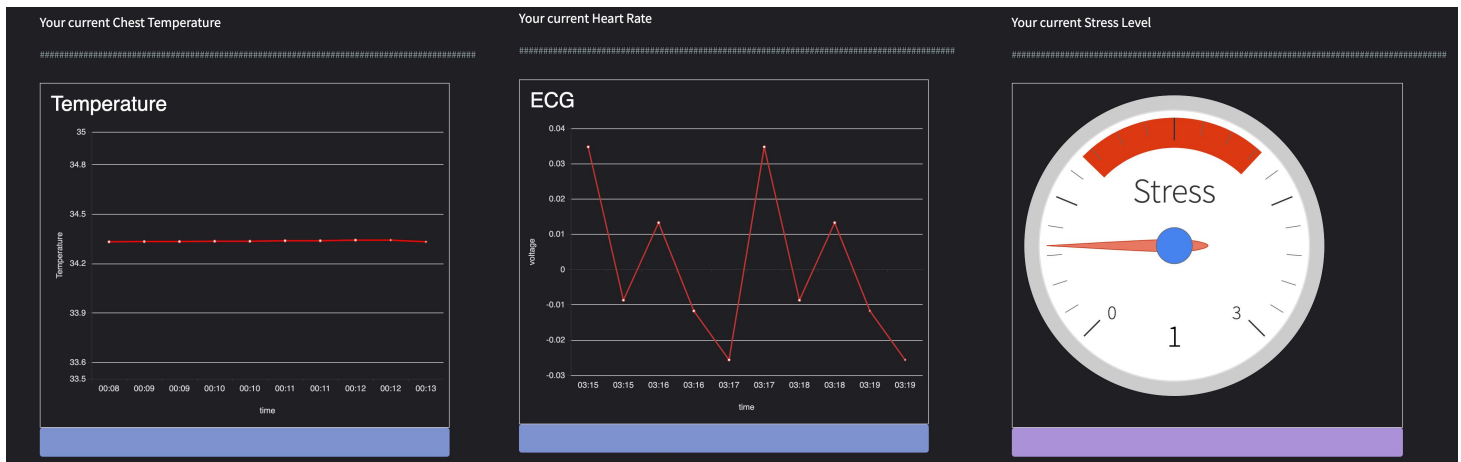 Your current Chest Temperature
##########################################################################################
Temperature
35
34.8
34.5
34.2
33.9
33.6
33.5
Temperature
00:08 00:09 00:09 00:10 00:10 00:11 00:11 00:12 00:12 00:13
time
Your current Heart Rate
##########################################################################################
ECG
0.04
0.03
0.02
0.01
0
-0.01
-0.02
-0.03
voltage
03:15 03:15 03:16 03:16 03:17 03:17 03:18 03:18 03:19 03:19
time
Your current Stress Level
##########################################################################################
Stress
0 3
1